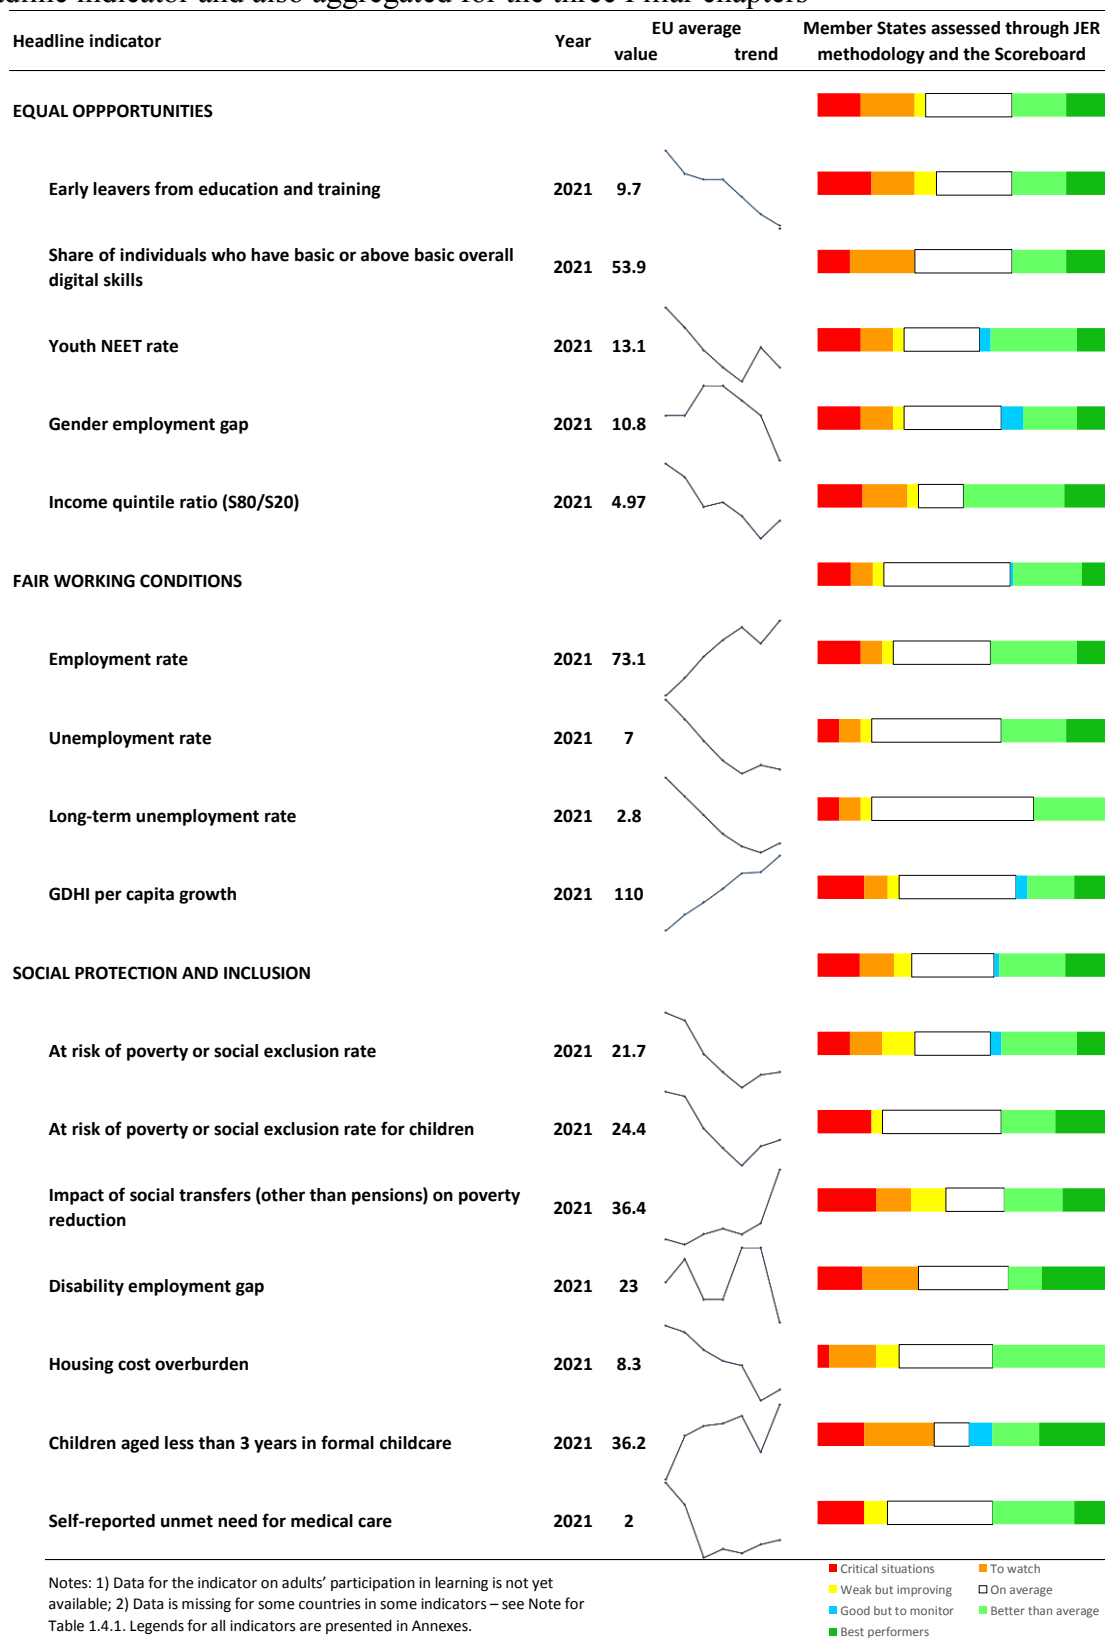 dline indicator and also aggregated for the three Pillar chapters
Headline indicator Year EU average Member States assessed through JER
value trend methodology and the Scoreboard
EQUAL OPPPORTUNITIES
Early leavers from education and training 2021 9.7
Share of individuals who have basic or above basic overall
digital skills 2021 53.9
Youth NEET rate 2021 13.1
Gender employment gap 2021 10.8
Income quintile ratio (S80/S20) 2021 4.97
FAIR WORKING CONDITIONS
Employment rate 2021 73.1
Unemployment rate 2021 7
Long-term unemployment rate 2021 2.8
GDHI per capita growth 2021 110
SOCIAL PROTECTION AND INCLUSION
At risk of poverty or social exclusion rate 2021 21.7
At risk of poverty or social exclusion rate for children 2021 24.4
Impact of social transfers (other than pensions) on poverty
reduction 2021 36.4
Disability employment gap 2021 23
Housing cost overburden 2021 8.3
Children aged less than 3 years in formal childcare 2021 36.2
Self-reported unmet need for medical care 2021 2
Notes: 1) Data for the indicator on adults' participation in learning is not yet
available; 2) Data is missing for some countries in some indicators – see Note for
Table 1.4.1. Legends for all indicators are presented in Annexes.
Critical situations To watch
Weak but improving On average
Good but to monitor Better than average
Best performers